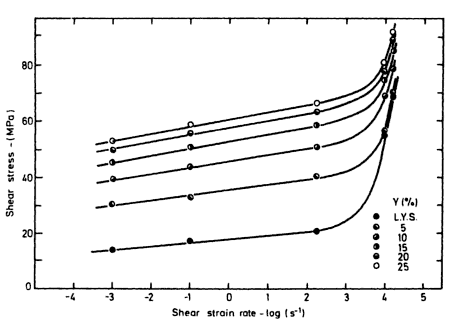 80
60
40
20
0
Shear stress - (MPa)
Y (%)
L.Y.S.
5
10
15
20
25
-4 -3 -2 -1 0 1 2 3 4 5
Shear strain rate - log (s⁻¹)